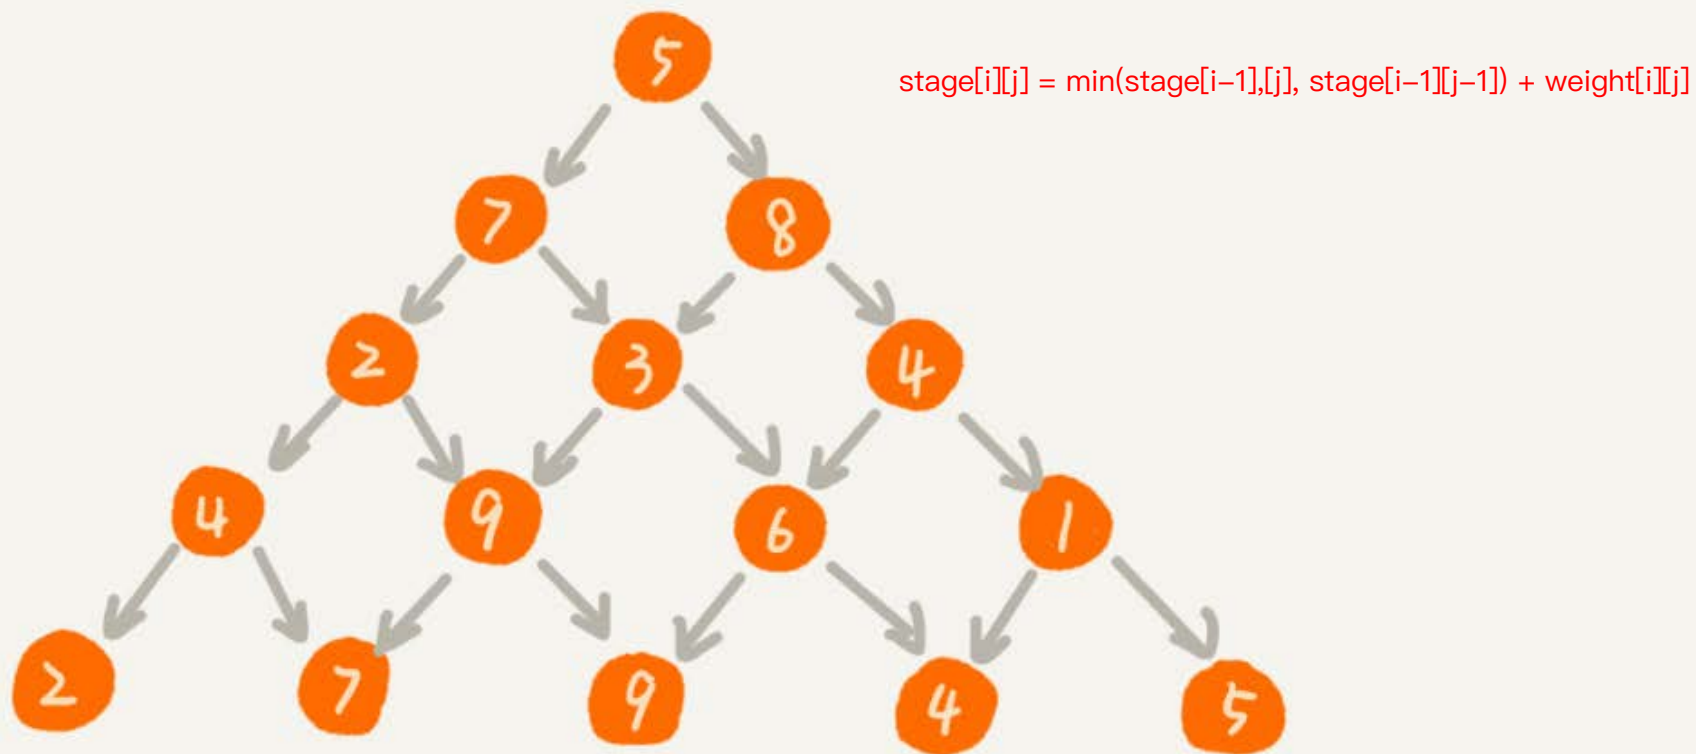 5
stage[i][j] = min(stage[i-1],[j], stage[i-1][j-1]) + weight[i][j]
7 8
2 3 4
4 9 6 1
2 7 9 4 5